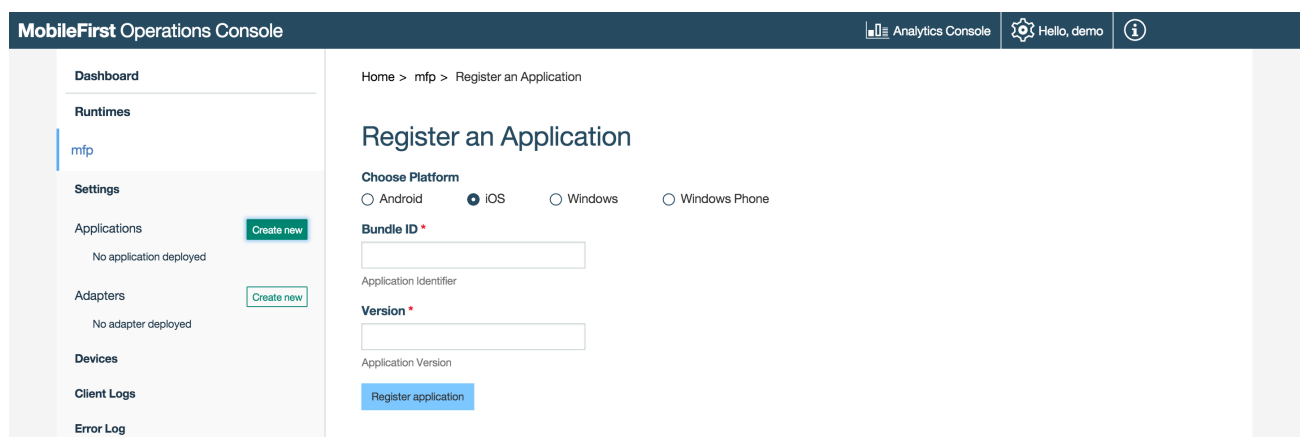 MobileFirst Operations Console
Analytics Console
Hello, demo
Dashboard
Runtimes
mfp
Settings
Applications
Create new
No application deployed
Adapters
Create new
No adapter deployed
Devices
Client Logs
Error Log
Home > mfp > Register an Application
Register an Application
Choose Platform
Android iOS Windows Windows Phone
Bundle ID *
Application Identifier
Version *
Application Version
Register application